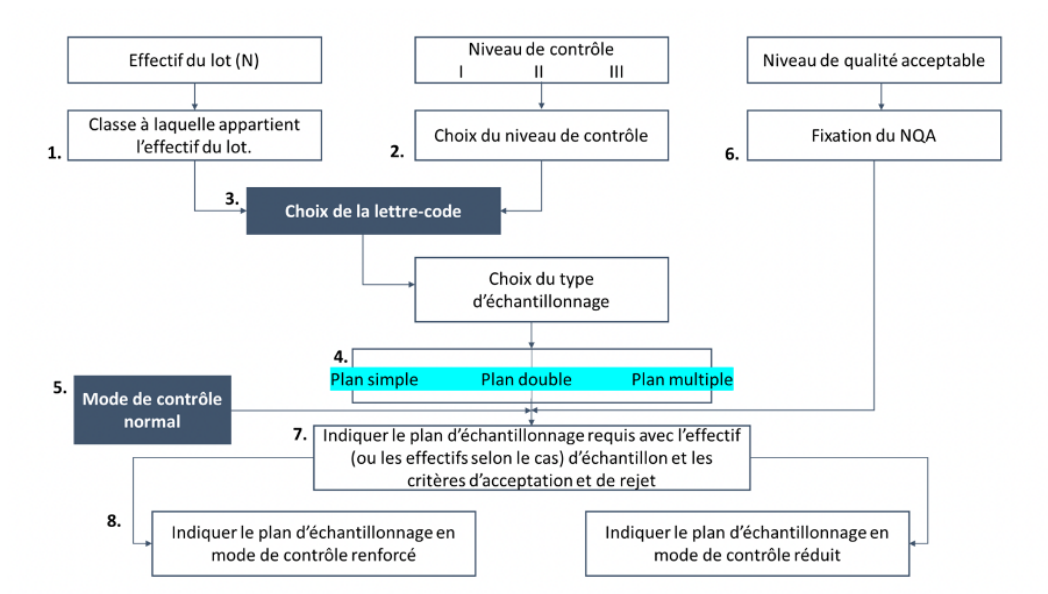 Effectif du lot (N)
Niveau de contrôle
I II III
Niveau de qualité acceptable
1.
Classe à laquelle appartient
l'effectif du lot.
2.
Choix du niveau de contrôle
6.
Fixation du NQA
3.
Choix de la lettre-code
Choix du type
d'échantillonnage
4.
Plan simple Plan double Plan multiple
5.
Mode de contrôle
normal
7.
Indiquer le plan d'échantillonnage requis avec l'effectif
(ou les effectifs selon le cas) d'échantillon et les
critères d'acceptation et de rejet
8.
Indiquer le plan d'échantillonnage en
mode de contrôle renforcé
Indiquer le plan d'échantillonnage en
mode de contrôle réduit